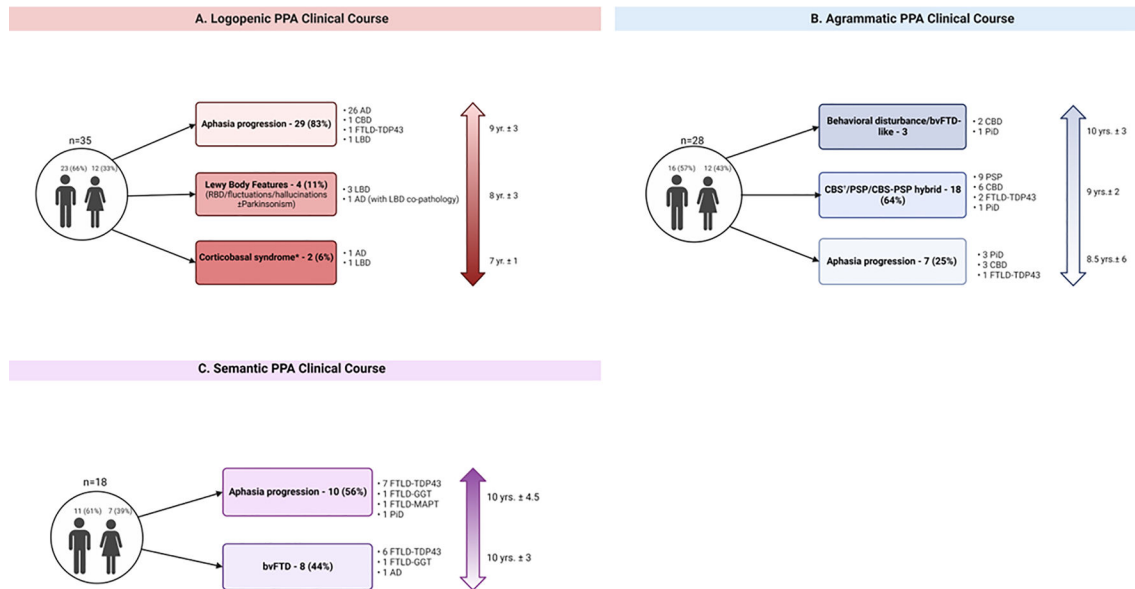 A. Logopenic PPA Clinical Course
n=35
23 (66%) 12 (33%)
Aphasia progression - 29 (83%)
• 26 AD
• 1 CBD
• 1 FTLD-TDP43
• 1 LBD
9 yr. ± 3
Lewy Body Features - 4 (11%)
(RBD/fluctuations/hallucinations
±Parkinsonism)
• 3 LBD
• 1 AD (with LBD co-pathology)
8 yr. ± 3
Corticobasal syndrome* - 2 (6%)
• 1 AD
• 1 LBD
7 yr. ± 1
B. Agrammatic PPA Clinical Course
n=28
16 (57%) 12 (43%)
Behavioral disturbance/bvFTD-
like - 3
• 2 CBD
• 1 PiD
10 yrs. ± 3
CBS*/PSP/CBS-PSP hybrid - 18
(64%)
• 9 PSP
• 6 CBD
• 2 FTLD-TDP43
• 1 PiD
9 yrs.± 2
Aphasia progression - 7 (25%)
• 3 PiD
• 3 CBD
• 1 FTLD-TDP43
8.5 yrs.± 6
C. Semantic PPA Clinical Course
n=18
11 (61%) 7 (39%)
Aphasia progression - 10 (56%)
• 7 FTLD-TDP43
• 1 FTLD-GGT
• 1 FTLD-MAPT
• 1 PiD
10 yrs. ± 4.5
bvFTD - 8 (44%)
• 6 FTLD-TDP43
• 1 FTLD-GGT
• 1 AD
10 yrs. ± 3